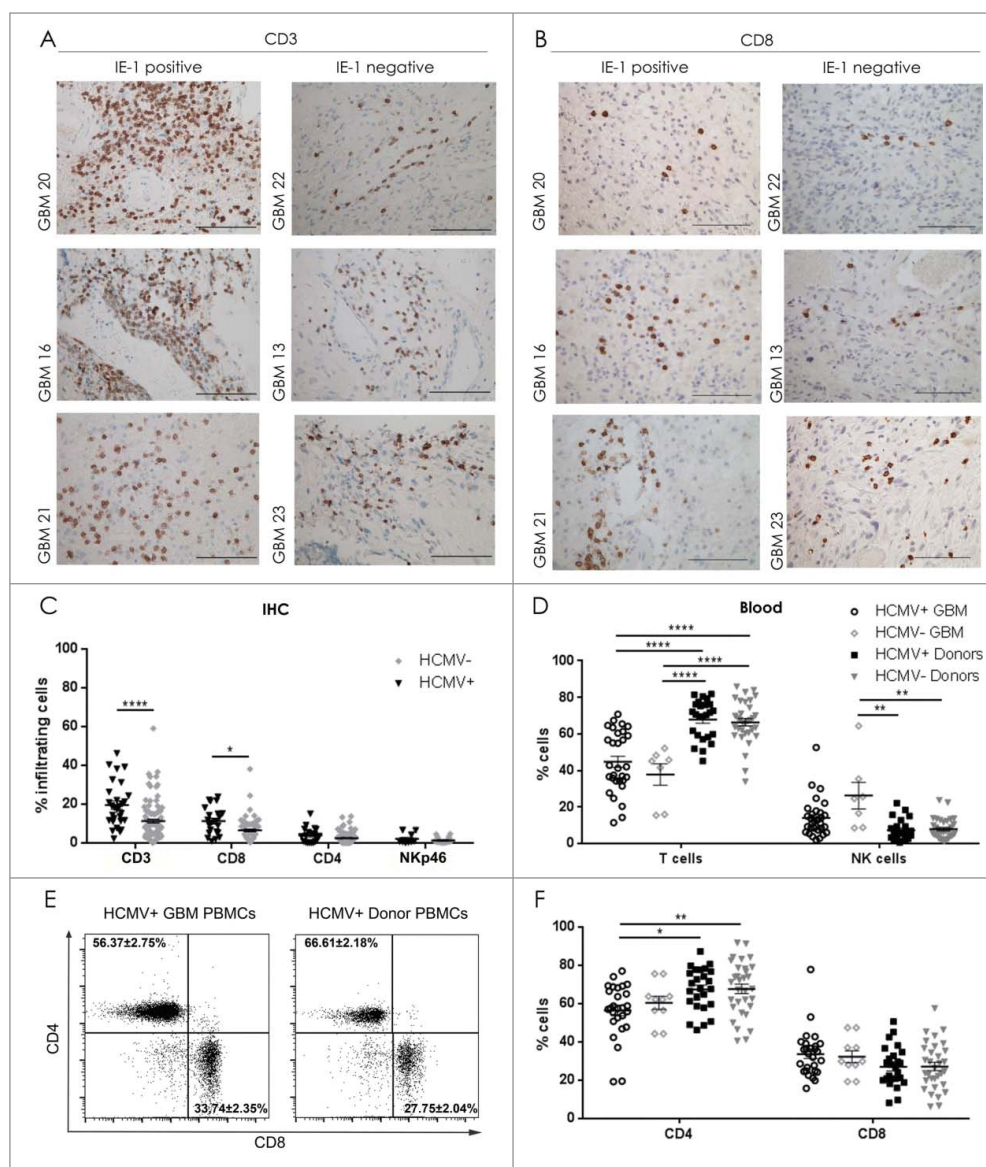 A
CD3
IE-1 positive
IE-1 negative
GBM 20
GBM 22
GBM 16
GBM 13
GBM 21
GBM 23
B
CD8
IE-1 positive
IE-1 negative
GBM 20
GBM 22
GBM 16
GBM 13
GBM 21
GBM 23
C
IHC
% infiltrating cells
100
80
60
40
20
0
****
*
HCMV-
HCMV+
CD3
CD8
CD4
NKp46
D
Blood
HCMV+ GBM
HCMV- GBM
HCMV+ Donors
HCMV- Donors
% cells
100
80
60
40
20
0
****
****
****
****
**
**
T cells
NK cells
E
HCMV+ GBM PBMCs
HCMV+ Donor PBMCs
56.37±2.75%
66.61±2.18%
33,74±2.35%
27.75±2.04%
CD4
CD8
F
% cells
100
80
60
40
20
0
**
*
CD4
CD8